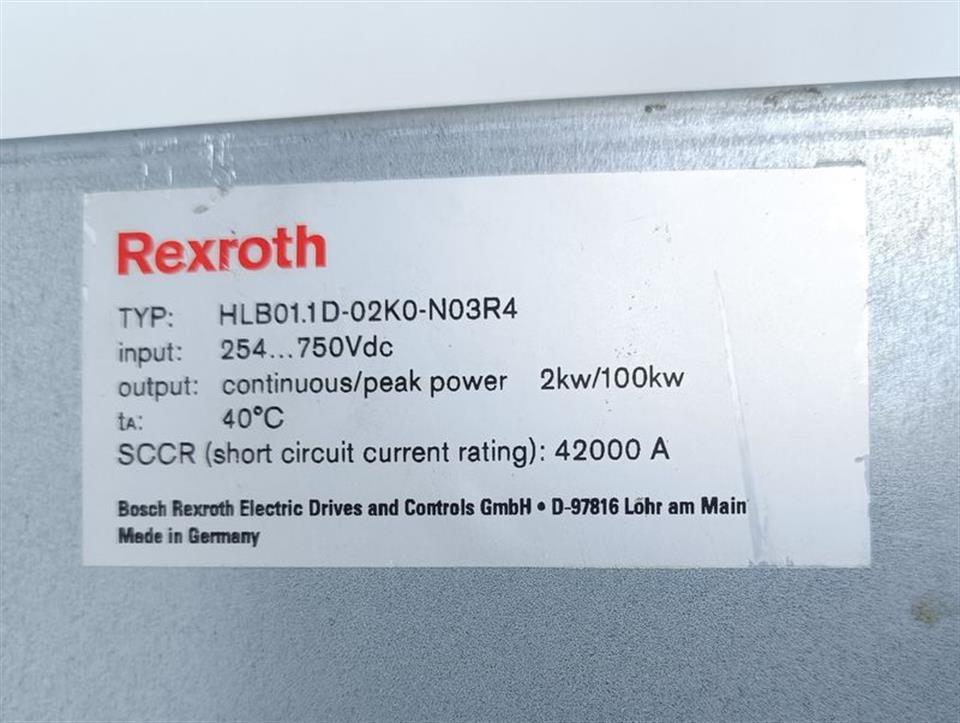 Rexroth
TYP: HLB01.1D-02K0-N03R4
input: 254...750Vdc
output: continuous/peak power 2kw/100kw
tA: 40°C
SCCR (short circuit current rating): 42000 A
Bosch Rexroth Electric Drives and Controls GmbH • D-97816 Lohr am Main
Made in Germany